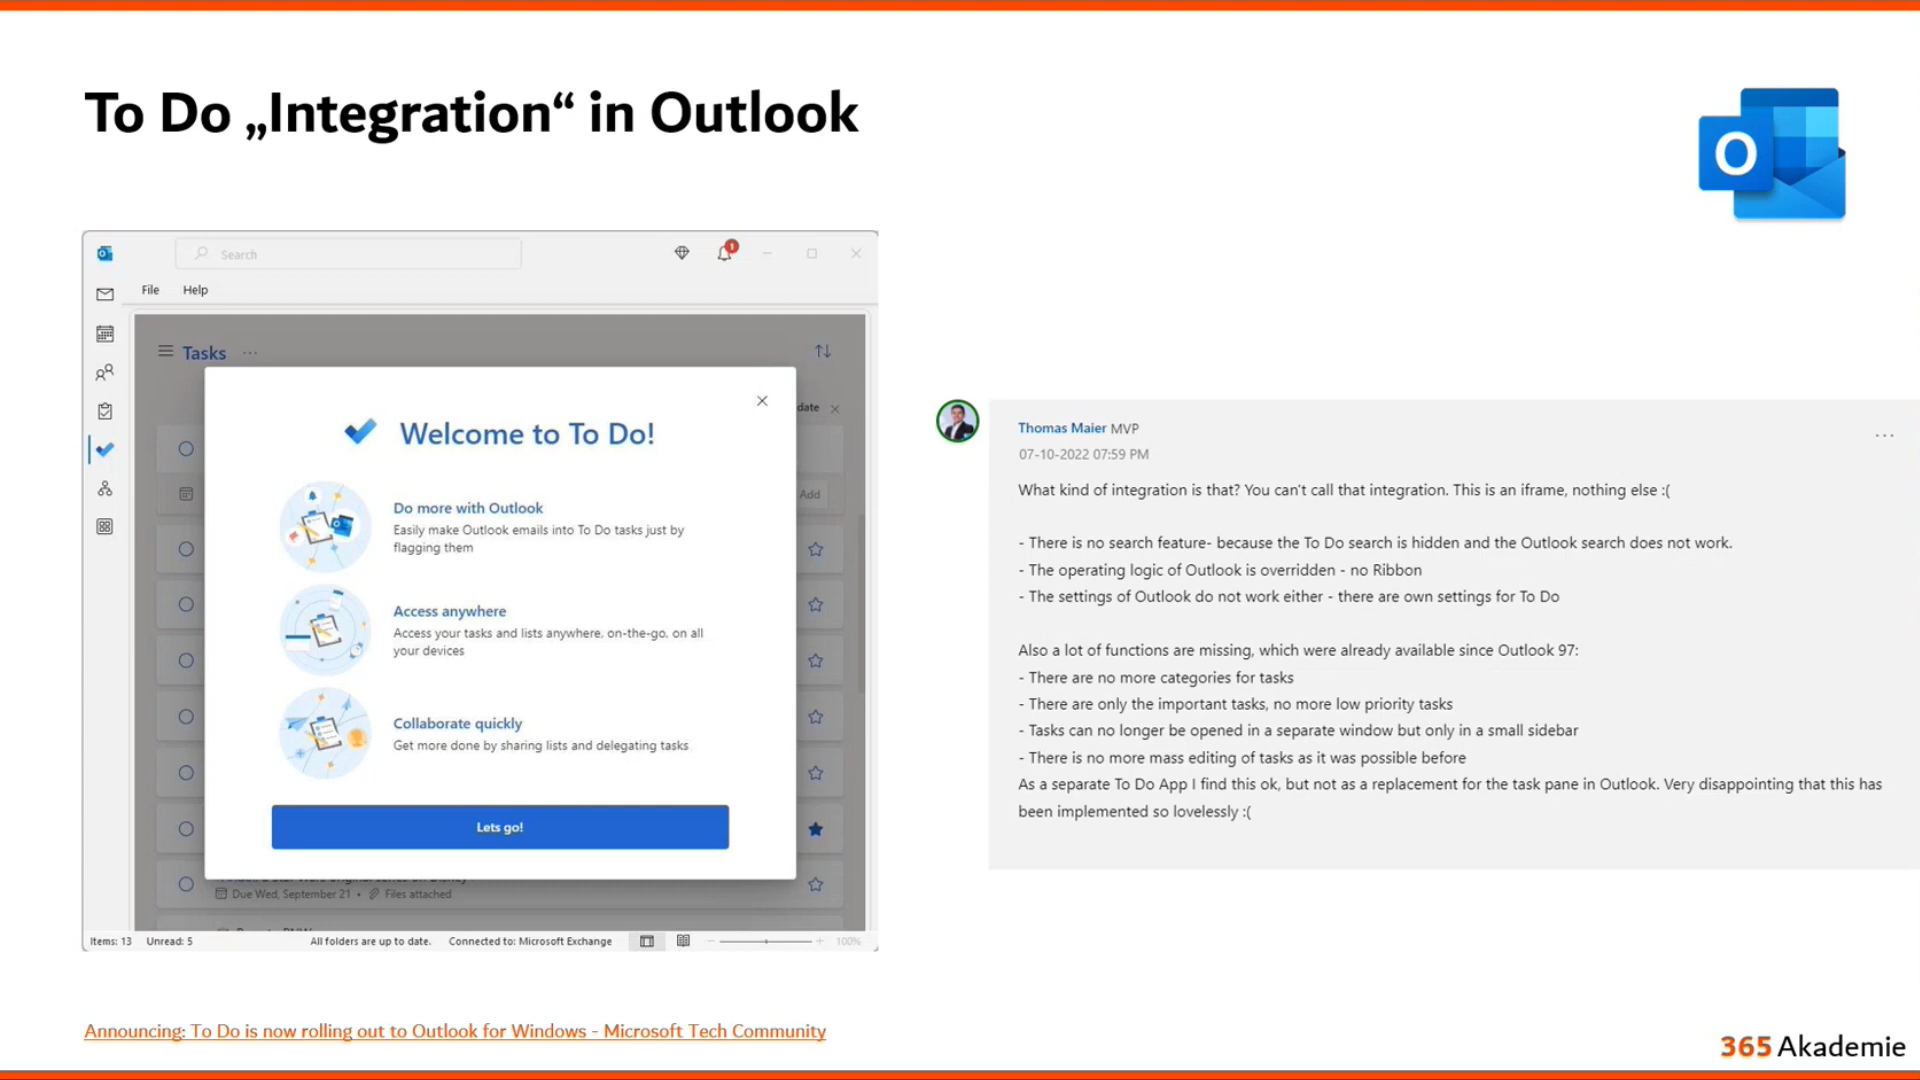 To Do „Integration“ in Outlook
O
Search
1
File Help
Tasks ...
date
Add
Welcome to To Do!
Do more with Outlook
Easily make Outlook emails into To Do tasks just by
flagging them
Access anywhere
Access your tasks and lists anywhere, on-the-go, on all
your devices
Collaborate quickly
Get more done by sharing lists and delegating tasks
Lets go!
Due Wed, September 21 • Files attached
Items: 13 Unread: 5 All folders are up to date. Connected to: Microsoft Exchange 100%
Thomas Maier MVP
07-10-2022 07:59 PM
What kind of integration is that? You can't call that integration. This is an iframe, nothing else :(
- There is no search feature- because the To Do search is hidden and the Outlook search does not work.
- The operating logic of Outlook is overridden - no Ribbon
- The settings of Outlook do not work either - there are own settings for To Do
Also a lot of functions are missing, which were already available since Outlook 97:
- There are no more categories for tasks
- There are only the important tasks, no more low priority tasks
- Tasks can no longer be opened in a separate window but only in a small sidebar
- There is no more mass editing of tasks as it was possible before
As a separate To Do App I find this ok, but not as a replacement for the task pane in Outlook. Very disappointing that this has
been implemented so lovelessly :(
Announcing: To Do is now rolling out to Outlook for Windows - Microsoft Tech Community
365 Akademie